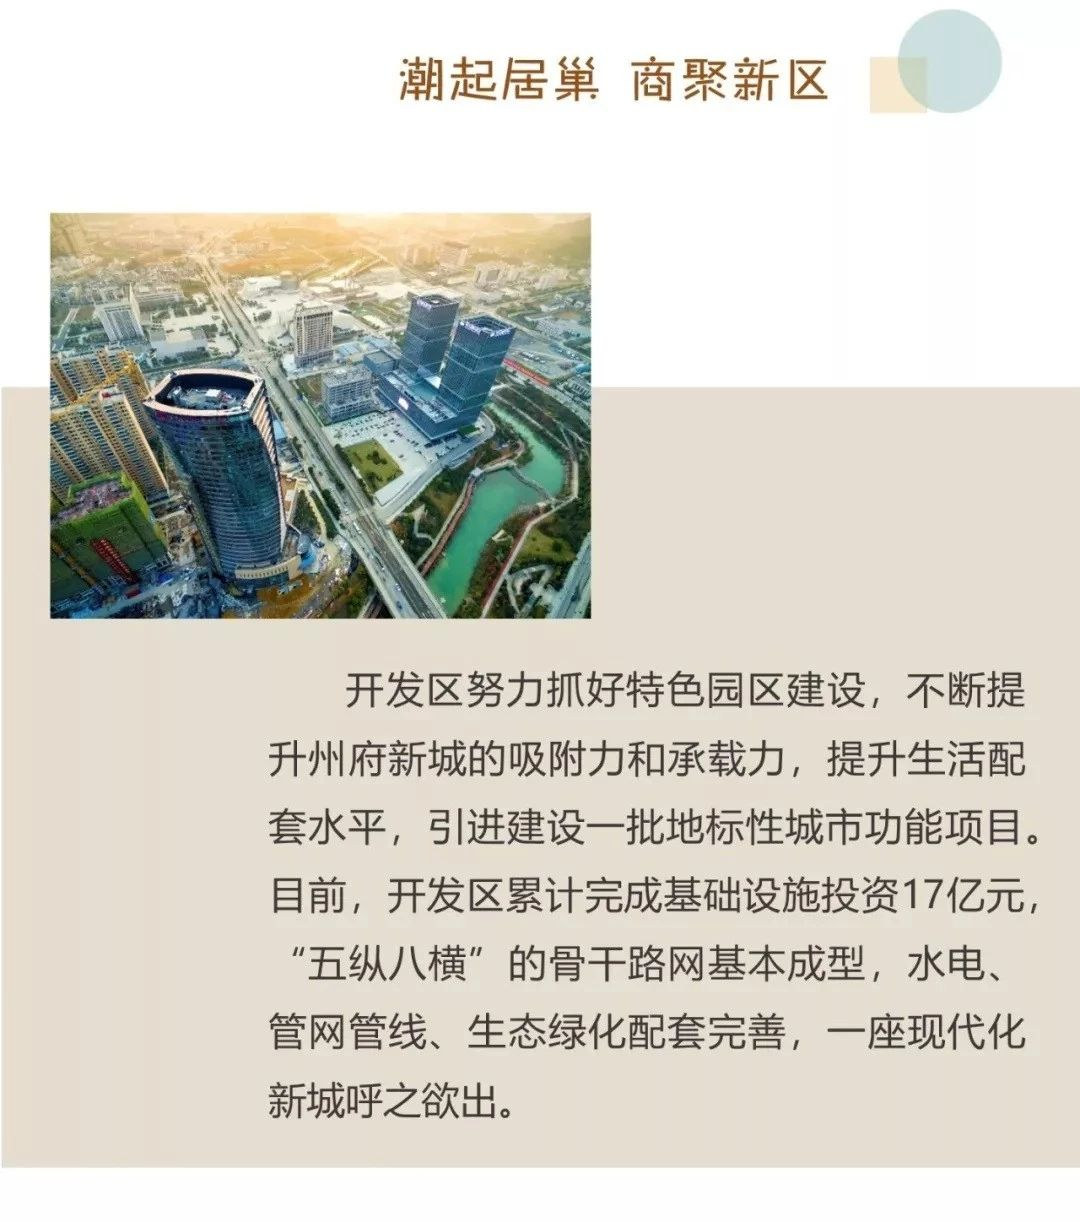 潮起居巢 商聚新区
开发区努力抓好特色园区建设，不断提
升州府新城的吸附力和承载力，提升生活配
套水平，引进建设一批地标性城市功能项目。
目前，开发区累计完成基础设施投资17亿元，
“五纵八横”的骨干路网基本成型，水电、
管网管线、生态绿化配套完善，一座现代化
新城呼之欲出。